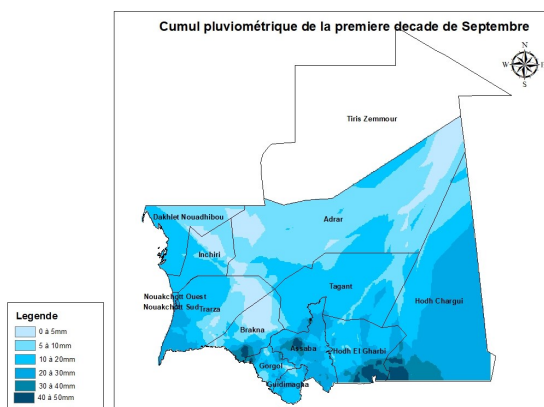 Cumul pluviométrique de la premiere decade de Septembre
N
W
E
S
Tiris Zemmour
Dakhlet Nouadhibou
Adrar
Inchiri
Tagant
Hodh Chargui
Nouakchott Ouest
Nouakchott Sud
Trarza
Brakna
Assaba
Hodh El Gharbi
Gorgol
Guidimagha
Legende
0 à 5mm
5 à 10mm
10 à 20mm
20 à 30mm
30 à 40mm
40 à 50mm